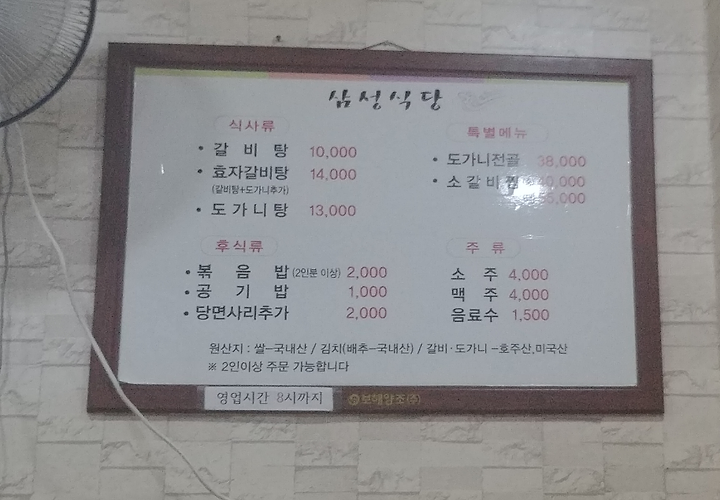 삼성식당
식사류
• 갈 비 탕 10,000
• 효자갈비탕 14,000
(갈비탕+도가니추가)
• 도 가 니 탕 13,000
특별메뉴
• 도가니전골 38,000
• 소 갈 비 찜
후식류
• 볶 음 밥 (2인분 이상) 2,000
• 공 기 밥 1,000
• 당면사리추가 2,000
주 류
소 주 4,000
맥 주 4,000
음료수 1,500
원산지 : 쌀-국내산 / 김치(배추-국내산) / 갈비·도가니 -호주산,미국산
※ 2인이상 주문 가능합니다
영업시간 8시까지
보해양조(주)